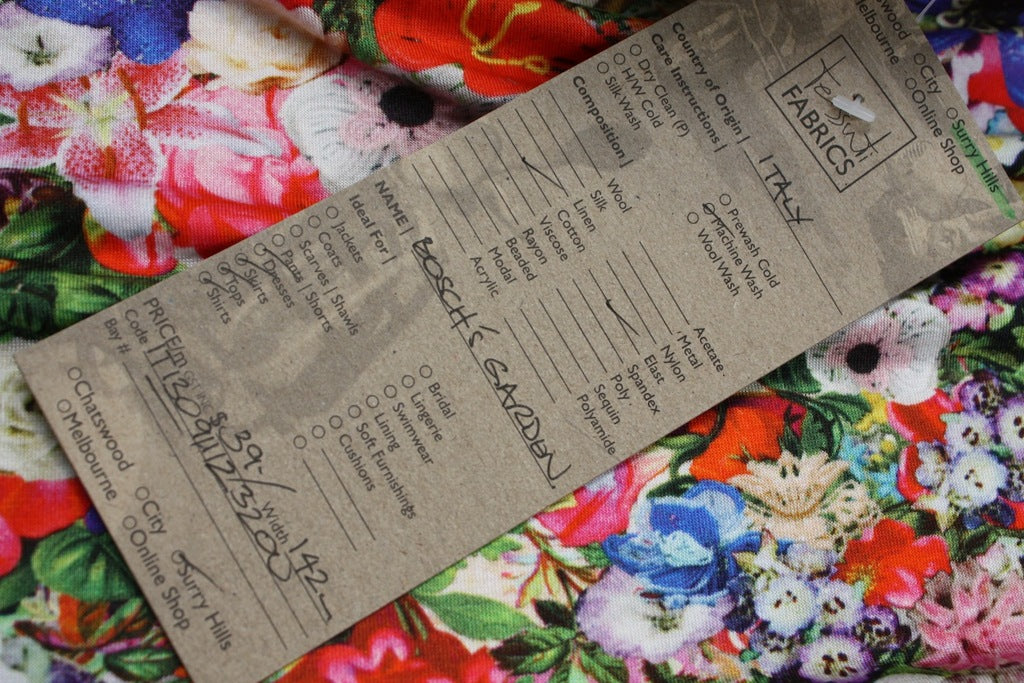 Chatswood
Melbourne
City
Online Shop
Surry Hills
Tessuti
FABRICS
Country of Origin | ITALY
Care Instructions |
Dry Clean (P)
H/W Cold
Silk-Wash
Prewash Cold
Machine Wash
Wool Wash
Composition |
Wool
Silk
Linen
Cotton
Viscose
Rayon
Beaded
Modal
Acrylic
Acetate
Metal
Nylon
Elast
Spandex
Poly
Sequin
Polyamide
NAME | BOSCH'S GARDEN
Ideal For |
Jackets
Coats
Scarves | Shawls
Pants | Shorts
Dresses
Skirts
Tops
Shirts
Bridal
Lingerie
Swimwear
Lining
Soft Furnishings
Cushions
PRICE/m GST INC $39-/ Width 142
Code
Bay #
Chatswood
Melbourne
City
Online Shop
Surry Hills